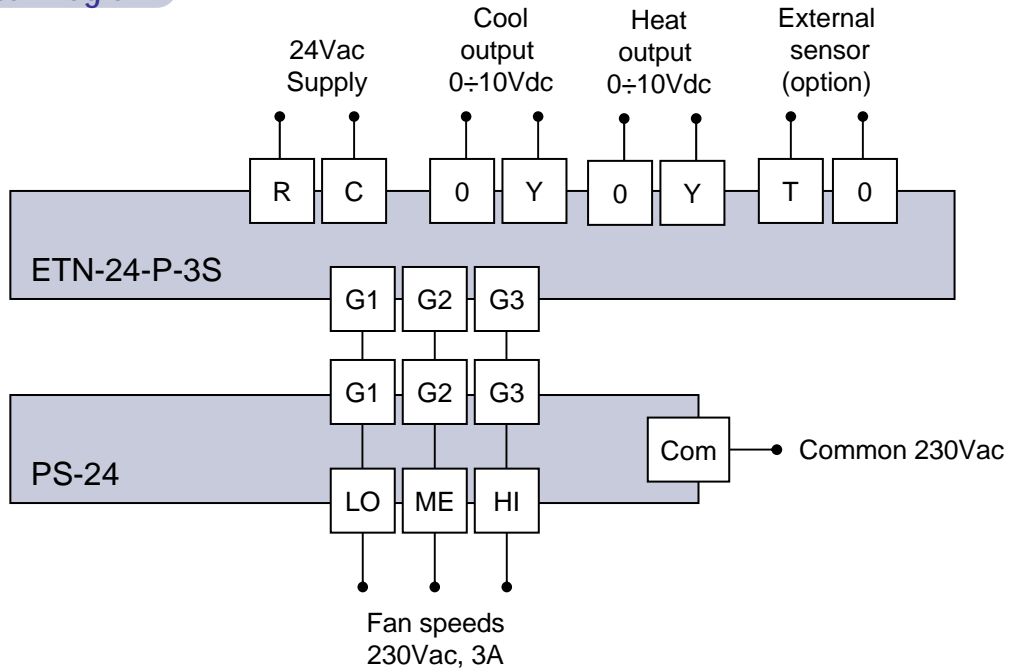 24Vac
Supply
Cool
output
0÷10Vdc
Heat
output
0÷10Vdc
External
sensor
(option)
R C 0 Y 0 Y T 0
ETN-24-P-3S
G1 G2 G3
G1 G2 G3
PS-24
Com
Common 230Vac
LO ME HI
Fan speeds
230Vac, 3A